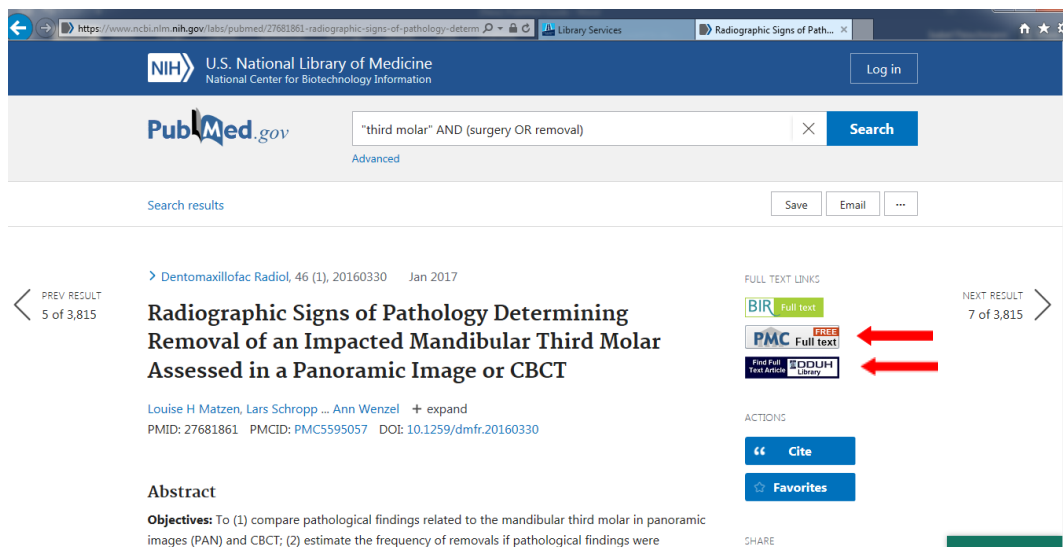 https://www.ncbi.nlm.nih.gov/labs/pubmed/27681861-radiographic-signs-of-pathology-determ
Library Services
Radiographic Signs of Path...
NIH
U.S. National Library of Medicine
National Center for Biotechnology Information
Log in
PubMed.gov
"third molar" AND (surgery OR removal)
Search
Advanced
Search results
Save
Email
...
Dentomaxillofac Radiol, 46 (1), 20160330 Jan 2017
PREV RESULT
5 of 3,815
Radiographic Signs of Pathology Determining
Removal of an Impacted Mandibular Third Molar
Assessed in a Panoramic Image or CBCT
Louise H Matzen, Lars Schropp ... Ann Wenzel + expand
PMID: 27681861 PMCID: PMC5595057 DOI: 10.1259/dmfr.20160330
Abstract
Objectives: To (1) compare pathological findings related to the mandibular third molar in panoramic
images (PAN) and CBCT; (2) estimate the frequency of removals if pathological findings were
FULL TEXT LINKS
BIR Full text
PMC FREE Full text
Find Full Text Article DDUH Library
NEXT RESULT
7 of 3,815
ACTIONS
Cite
Favorites
SHARE